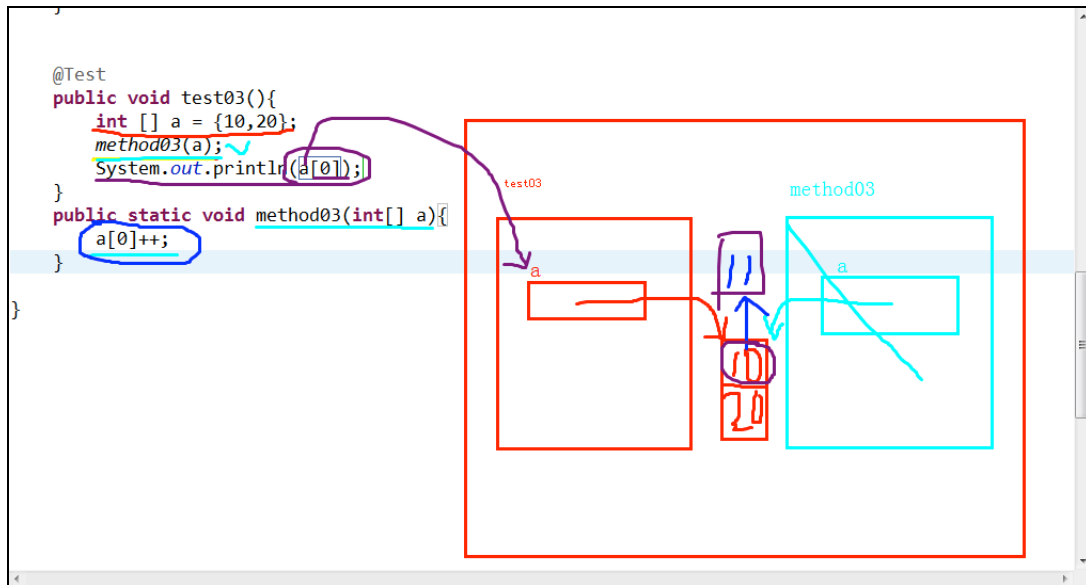 }
@Test
public void test03(){
int [] a = {10,20};
method03(a);
System.out.println(a[0]);
}
public static void method03(int[] a){
a[0]++;
}
}
test03
method03
a
a
11
10
20